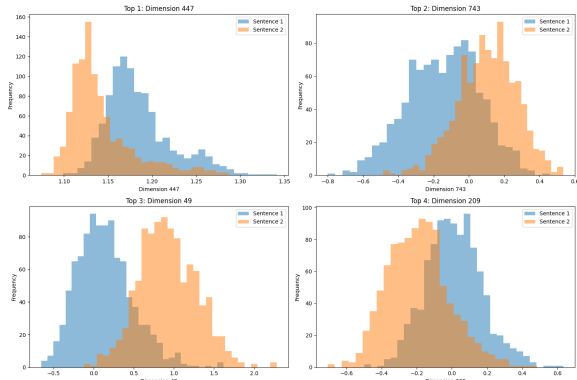 Top 1: Dimension 447
Top 2: Dimension 743
Sentence 1
Sentence 2
Sentence 1
Sentence 2
Frequency
160
140
120
100
80
60
40
20
0
Frequency
80
60
40
20
0
1.10
1.15
1.20
1.25
1.30
1.35
−0.8
−0.6
−0.4
−0.2
0.0
0.2
0.4
0.6
Dimension 447
Dimension 743
Top 3: Dimension 49
Top 4: Dimension 209
Sentence 1
Sentence 2
Sentence 1
Sentence 2
Frequency
80
60
40
20
0
Frequency
100
80
60
40
20
0
−0.5
0.0
0.5
1.0
1.5
2.0
−0.6
−0.4
−0.2
0.0
0.2
0.4
0.6